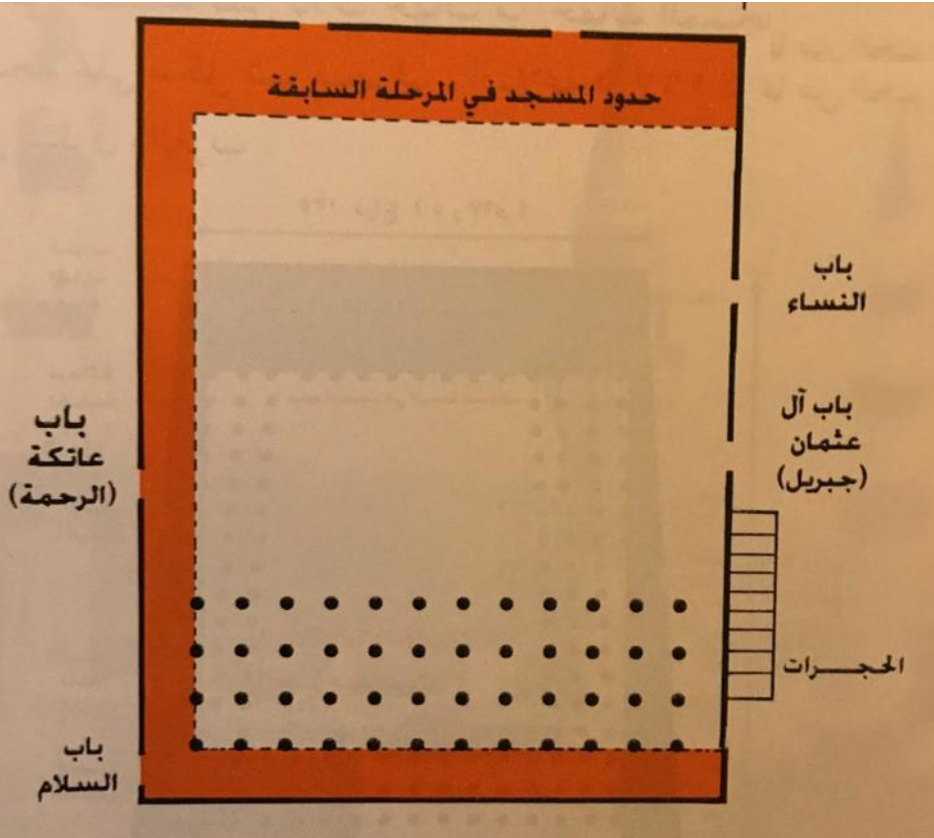 حدود المسجد في المرحلة السابقة
باب
النساء
باب آل
عثمان
(جبريل)
باب
عاتكة
(الرحمة)
الحجرات
باب
السلام